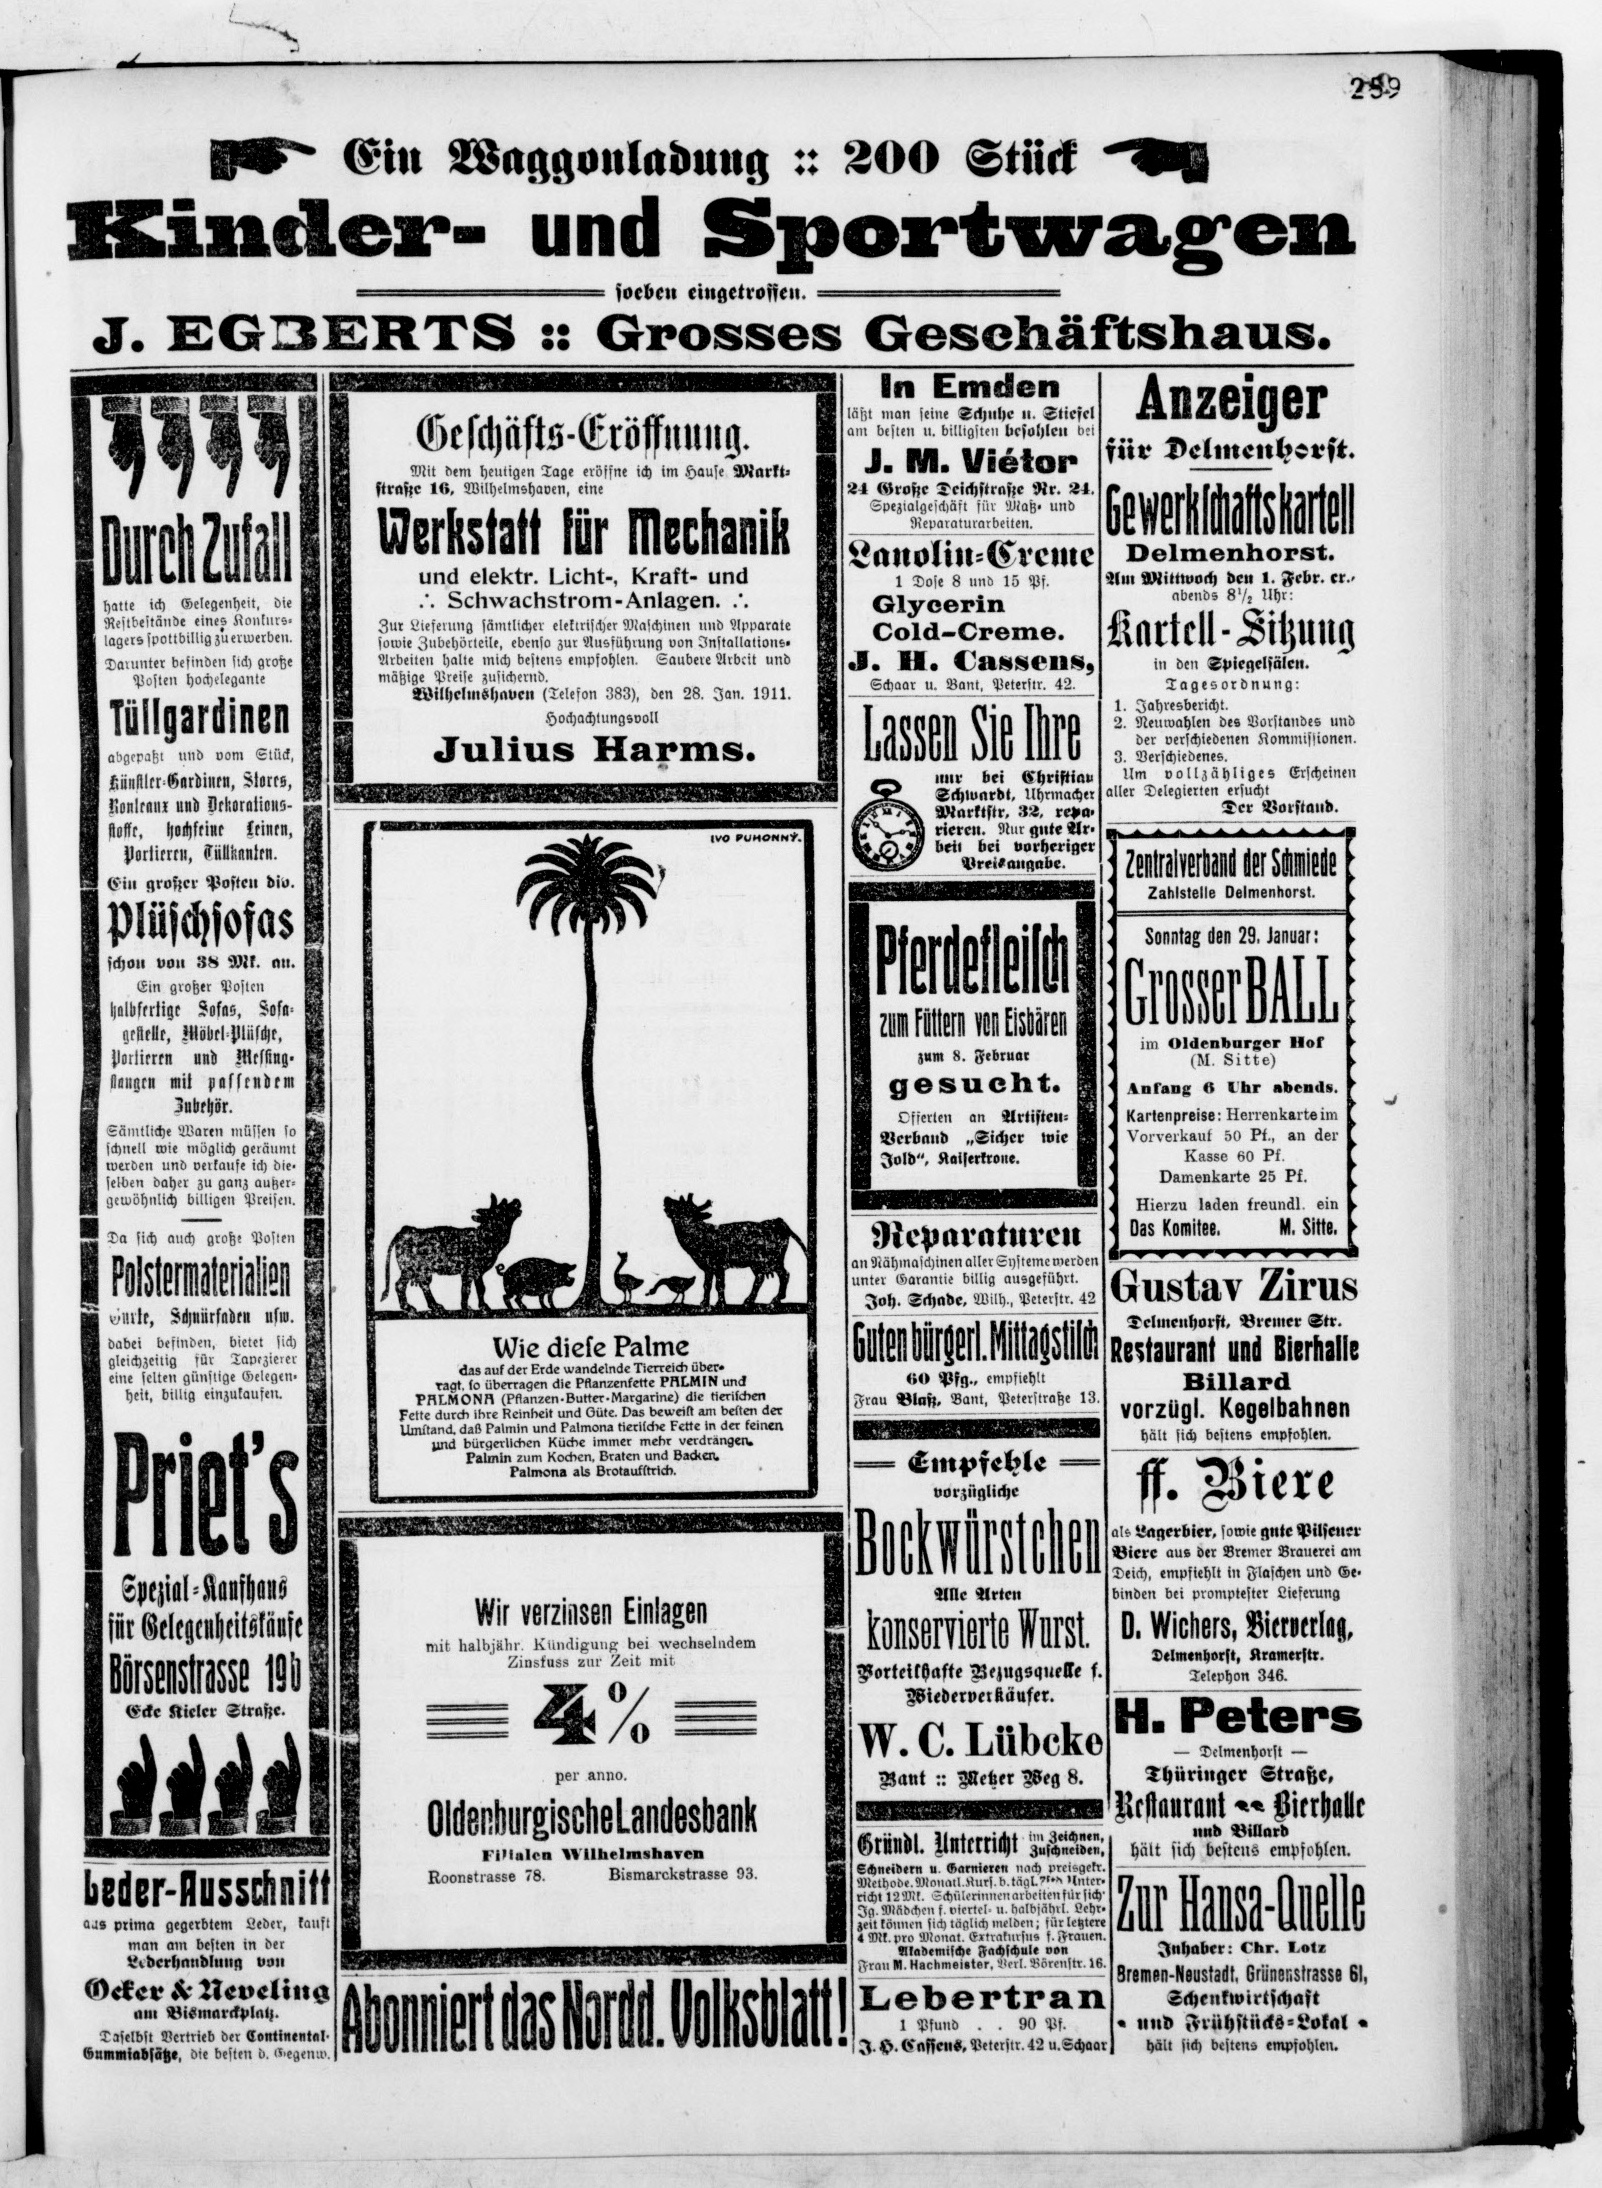 259
Ein Waggonladung :: 200 Stück
Kinder- und Sportwagen
soeben eingetroffen.
J. EGBERTS :: Grosses Geschäftshaus.
Durch Zufall
hatte ich Gelegenheit, die
Restbestände eines Konkurs-
lagers spottbillig zu erwerben.
Darunter befinden sich große
Posten hochelegante
Tüllgardinen
abgepaßt und vom Stück,
Künstler-Gardinen, Stores,
Rouleaux und Dekorations-
stoffe, hochfeine Leinen,
Portieren, Tüllkanten.
Ein großer Posten div.
Plüschsofas
schon von 38 Mk. an.
Ein großer Posten
halbfertige Sofas, Sofa-
gestelle, Möbel-Plüsche,
Portieren und Messing-
stangen mit passendem
Zubehör.
Sämtliche Waren müssen so
schnell wie möglich geräumt
werden und verkaufe ich die-
selben daher zu ganz außer-
gewöhnlich billigen Preisen.
Da sich auch große Posten
Polstermaterialien
Gurte, Schnürfaden usw.
dabei befinden, bietet sich
gleichzeitig für Tapezierer
eine selten günstige Gelegen-
heit, billig einzukaufen.
Priet's
Spezial-Kaufhaus
für Gelegenheitskäufe
Börsenstrasse 19b
Ecke Kieler Straße.
Leder-Ausschnitt
aus prima gegerbtem Leder, kauft
man am besten in der
Lederhandlung von
Ocker & Neveling
am Bismarckplatz.
Daselbst Vertrieb der Continental-
Gummiabsätze, die besten d. Gegenw.
Geschäfts-Eröffnung.
Mit dem heutigen Tage eröffne ich im Hause Markt-
straße 16, Wilhelmshaven, eine
Werkstatt für Mechanik
und elektr. Licht-, Kraft- und
∴ Schwachstrom-Anlagen. ∴
Zur Lieferung sämtlicher elektrischer Maschinen und Apparate
sowie Zubehörteile, ebenso zur Ausführung von Installations-
Arbeiten halte mich bestens empfohlen. Saubere Arbeit und
mäßige Preise zusichernd.
Wilhelmshaven (Telefon 383), den 28. Jan. 1911.
Hochachtungsvoll
Julius Harms.
IVO PUHONNY.
Wie diese Palme
das auf der Erde wandelnde Tierreich über-
ragt, so überragen die Pflanzenfette PALMIN und
PALMONA (Pflanzen-Butter-Margarine) die tierischen
Fette durch ihre Reinheit und Güte. Das beweist am besten der
Umstand, daß Palmin und Palmona tierische Fette in der feinen
und bürgerlichen Küche immer mehr verdrängen.
Palmin zum Kochen, Braten und Backen.
Palmona als Brotaufstrich.
Wir verzinsen Einlagen
mit halbjähr. Kündigung bei wechselndem
Zinsfuss zur Zeit mit
4%
per anno.
Oldenburgische Landesbank
Filialen Wilhelmshaven
Roonstrasse 78. Bismarckstrasse 93.
Abonniert das Nordd. Volksblatt!
In Emden
läßt man seine Schuhe u. Stiefel
am besten u. billigsten besohlen bei
J. M. Viëtor
24 Große Deichstraße Nr. 24.
Spezialgeschäft für Maß- und
Reparaturarbeiten.
Lanolin-Creme
1 Dose 8 und 15 Pf.
Glycerin
Cold-Creme.
J. H. Cassens,
Schaar u. Bant, Peterstr. 42.
Lassen Sie Ihre
nur bei Christian
Schwardt, Uhrmacher
Marktstr. 32, repa-
rieren. Nur gute Ar-
beit bei vorheriger
Preisangabe.
Pferdefleisch
zum Füttern von Eisbären
zum 8. Februar
gesucht.
Offerten an Artisten-
Verband „Sicher wie
Jold“, Kaiserkrone.
Reparaturen
an Nähmaschinen aller Systeme werden
unter Garantie billig ausgeführt.
Joh. Schade, Wilh., Peterstr. 42
Guten bürgerl. Mittagstisch
60 Pfg., empfiehlt
Frau Blaß, Bant, Peterstraße 13.
Empfehle
vorzügliche
Bockwürstchen
Alle Arten
konservierte Wurst.
Vorteilhafte Bezugsquelle f.
Wiederverkäufer.
W. C. Lübcke
Bant :: Metzer Weg 8.
Gründl. Unterricht im Zeichnen,
Zuschneiden,
Schneidern u. Garnieren nach preisgekr.
Methode. Monatl. Kurs. b. tägl. Unter-
richt 12 Mk. Schülerinnen arbeiten für sich.
Jg. Mädchen f. viertel- u. halbjährl. Lehr-
zeit können sich täglich melden; für letztere
4 Mk. pro Monat. Extrakursus f. Frauen.
Akademische Fachschule von
Frau M. Hachmeister, Verl. Börsenstr. 16.
Lebertran
1 Pfund . . 90 Pf.
J. H. Cassens, Peterstr. 42 u. Schaar
Anzeiger
für Delmenhorst.
Gewerkschaftskartell
Delmenhorst.
Am Mittwoch den 1. Febr. cr.,
abends 8½ Uhr:
Kartell-Sitzung
in den Spiegelsälen.
Tagesordnung:
1. Jahresbericht.
2. Neuwahlen des Vorstandes und
der verschiedenen Kommissionen.
3. Verschiedenes.
Um vollzähliges Erscheinen
aller Delegierten ersucht
Der Vorstand.
Zentralverband der Schmiede
Zahlstelle Delmenhorst.
Sonntag den 29. Januar:
Grosser BALL
im Oldenburger Hof
(M. Sitte)
Anfang 6 Uhr abends.
Kartenpreise: Herrenkarte im
Vorverkauf 50 Pf., an der
Kasse 60 Pf.
Damenkarte 25 Pf.
Hierzu laden freundl. ein
Das Komitee. M. Sitte.
Gustav Zirus
Delmenhorst, Bremer Str.
Restaurant und Bierhalle
Billard
vorzügl. Kegelbahnen
hält sich bestens empfohlen.
ff. Biere
als Lagerbier, sowie gute Pilsener
Biere aus der Bremer Brauerei am
Deich, empfiehlt in Flaschen und Ge-
binden bei promptester Lieferung
D. Wichers, Bierverlag,
Delmenhorst, Kramerstr.
Telephon 346.
H. Peters
— Delmenhorst —
Thüringer Straße,
Restaurant Bierhalle
und Billard
hält sich bestens empfohlen.
Zur Hansa-Quelle
Inhaber: Chr. Lotz
Bremen-Neustadt, Grünenstrasse 61,
Schenkwirtschaft
• und Frühstücks-Lokal •
hält sich bestens empfohlen.